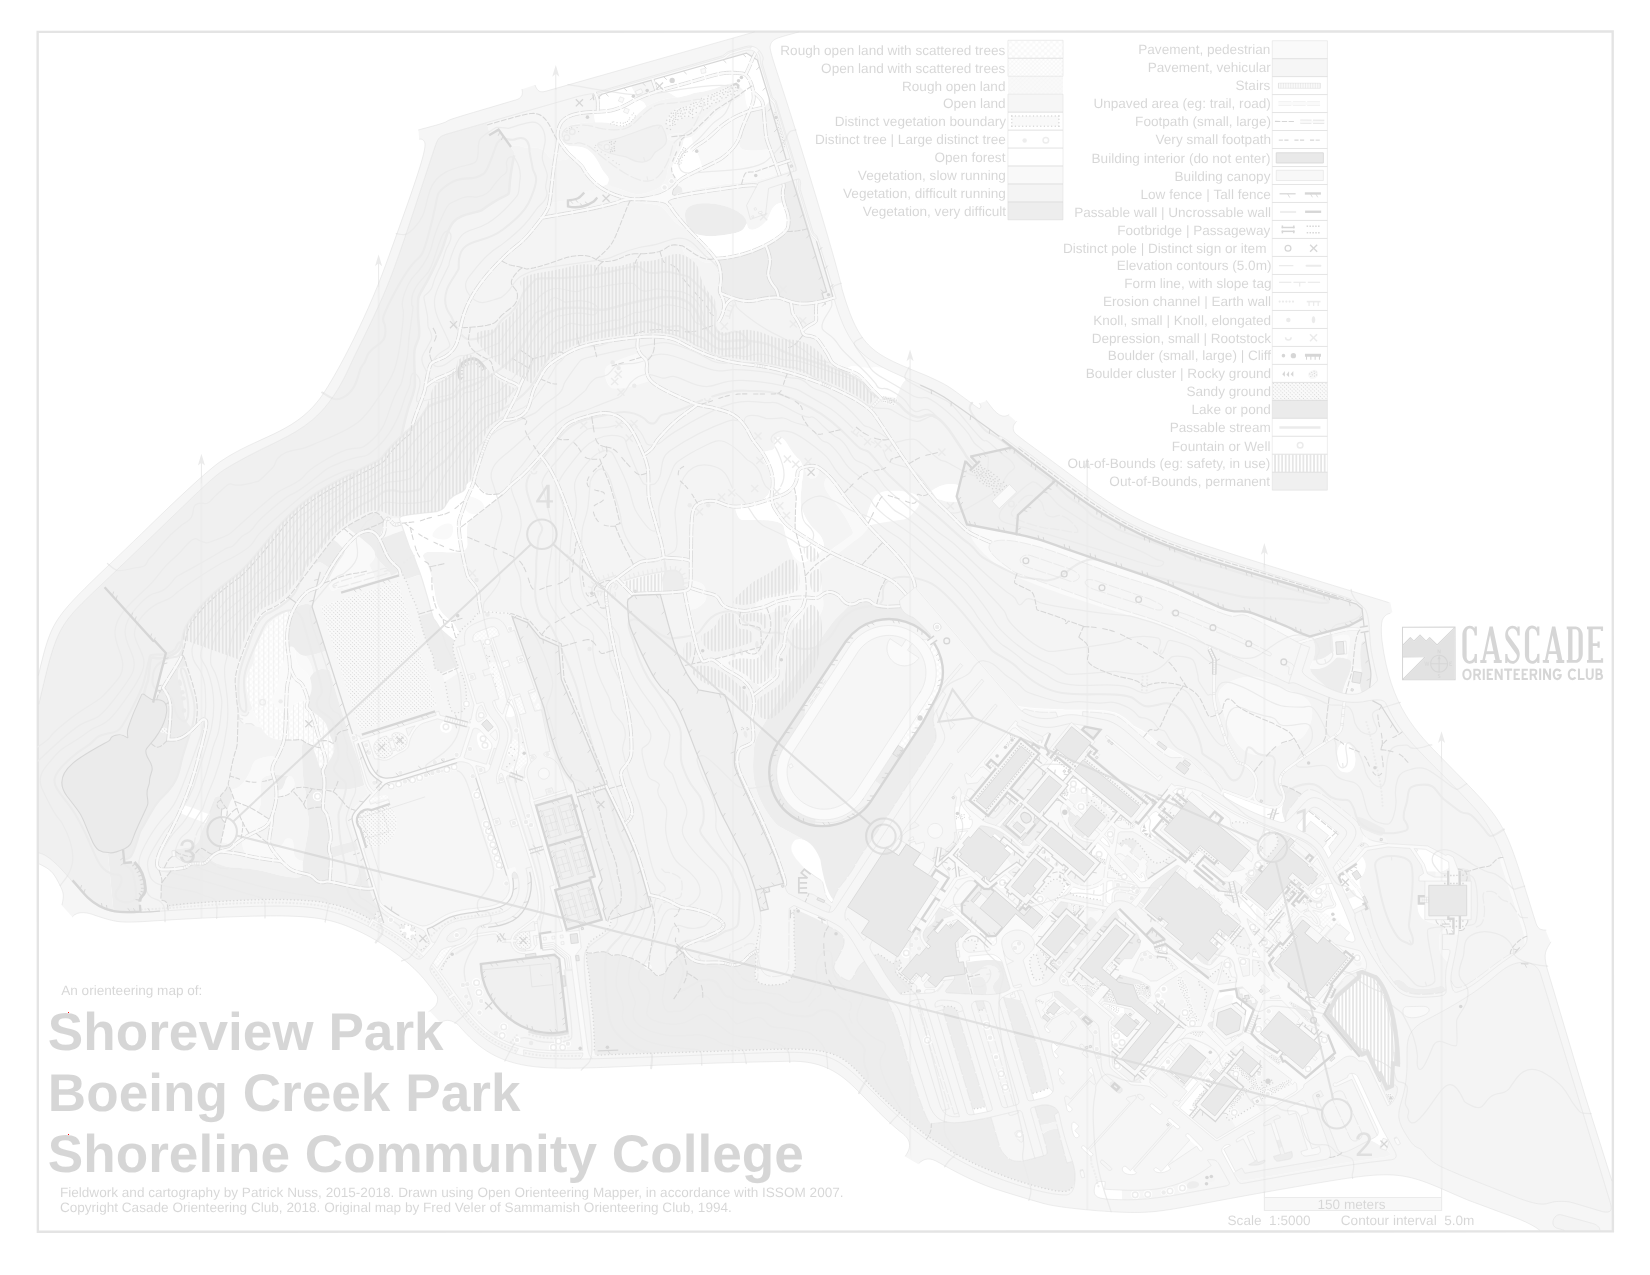 Rough open land with scattered trees
Open land with scattered trees
Rough open land
Open land
Distinct vegetation boundary
Distinct tree | Large distinct tree
Open forest
Vegetation, slow running
Vegetation, difficult running
Vegetation, very difficult
Pavement, pedestrian
Pavement, vehicular
Stairs
Unpaved area (eg: trail, road)
Footpath (small, large)
Very small footpath
Building interior (do not enter)
Building canopy
Low fence | Tall fence
Passable wall | Uncrossable wall
Footbridge | Passageway
Distinct pole | Distinct sign or item
Elevation contours (5.0m)
Form line, with slope tag
Erosion channel | Earth wall
Knoll, small | Knoll, elongated
Depression, small | Rootstock
Boulder (small, large) | Cliff
Boulder cluster | Rocky ground
Sandy ground
Lake or pond
Passable stream
Fountain or Well
Out-of-Bounds (eg: safety, in use)
Out-of-Bounds, permanent
4
CASCADE
ORIENTEERING CLUB
1
3
2
An orienteering map of:
Shoreview Park
Boeing Creek Park
Shoreline Community College
Fieldwork and cartography by Patrick Nuss, 2015-2018. Drawn using Open Orienteering Mapper, in accordance with ISSOM 2007.
Copyright Casade Orienteering Club, 2018. Original map by Fred Veler of Sammamish Orienteering Club, 1994.
150 meters
Scale 1:5000 Contour interval 5.0m